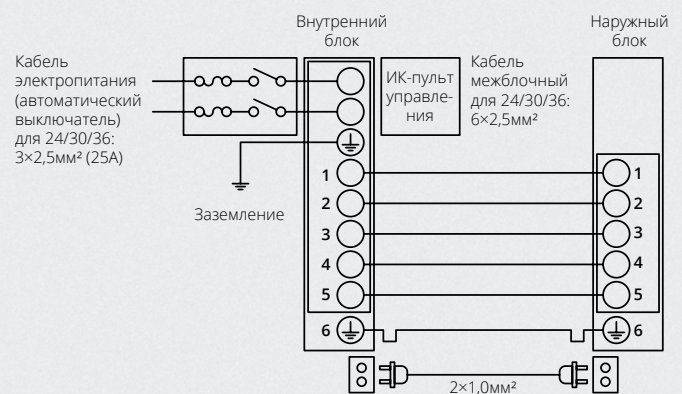 Внутренний
блок
Наружный
блок
Кабель
электропитания
(автоматический
выключатель)
для 24/30/36:
3×2,5мм² (25А)
ИК-пульт
управле-
ния
Кабель
межблочный
для 24/30/36:
6×2,5мм²
Заземление
1
2
3
4
5
6
1
2
3
4
5
6
2×1,0мм²